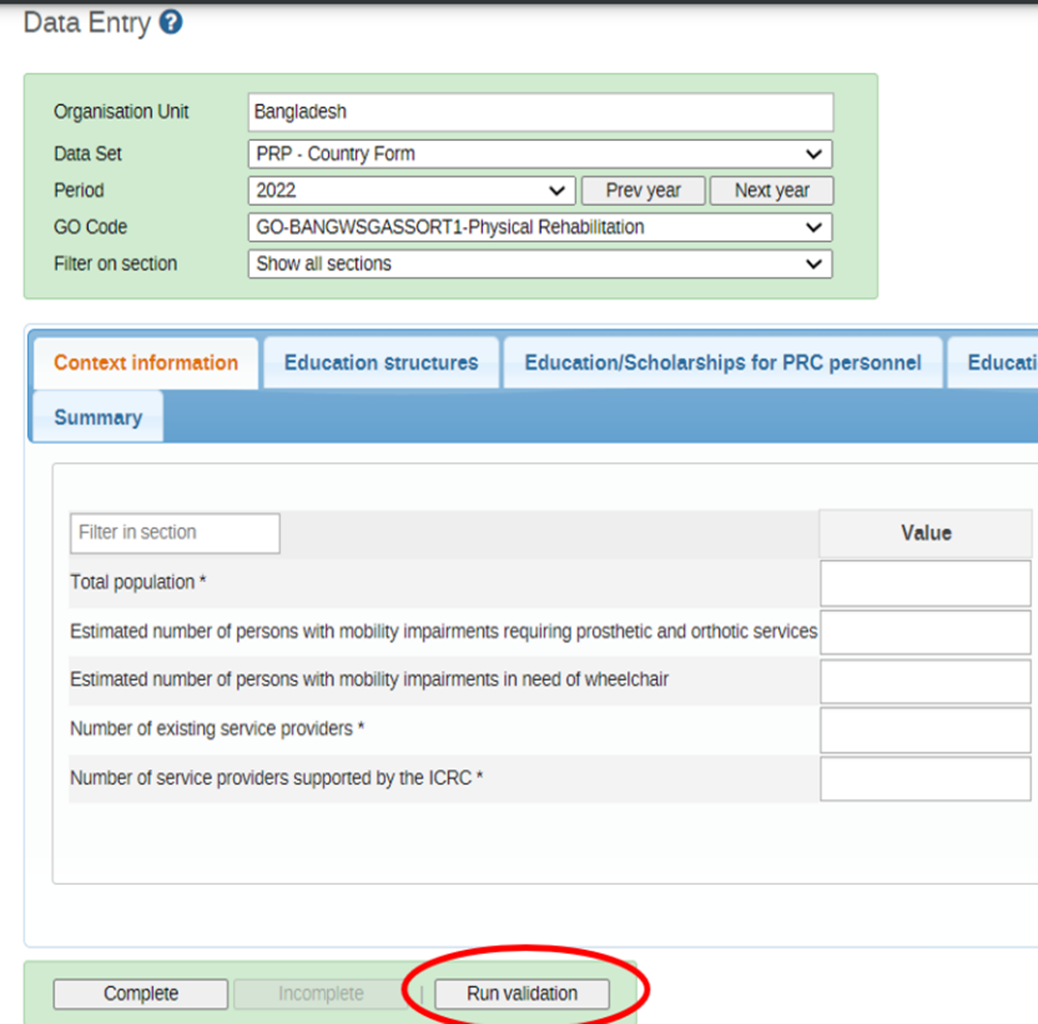 Data Entry ?
Organisation Unit Bangladesh
Data Set PRP - Country Form
Period 2022 Prev year Next year
GO Code GO-BANGWSGASSORT1-Physical Rehabilitation
Filter on section Show all sections
Context information Education structures Education/Scholarships for PRC personnel Educati
Summary
Filter in section Value
Total population *
Estimated number of persons with mobility impairments requiring prosthetic and orthotic services
Estimated number of persons with mobility impairments in need of wheelchair
Number of existing service providers *
Number of service providers supported by the ICRC *
Complete Incomplete | Run validation